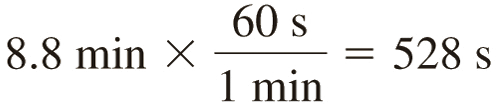 8.8 min × 60 s / 1 min = 528 s